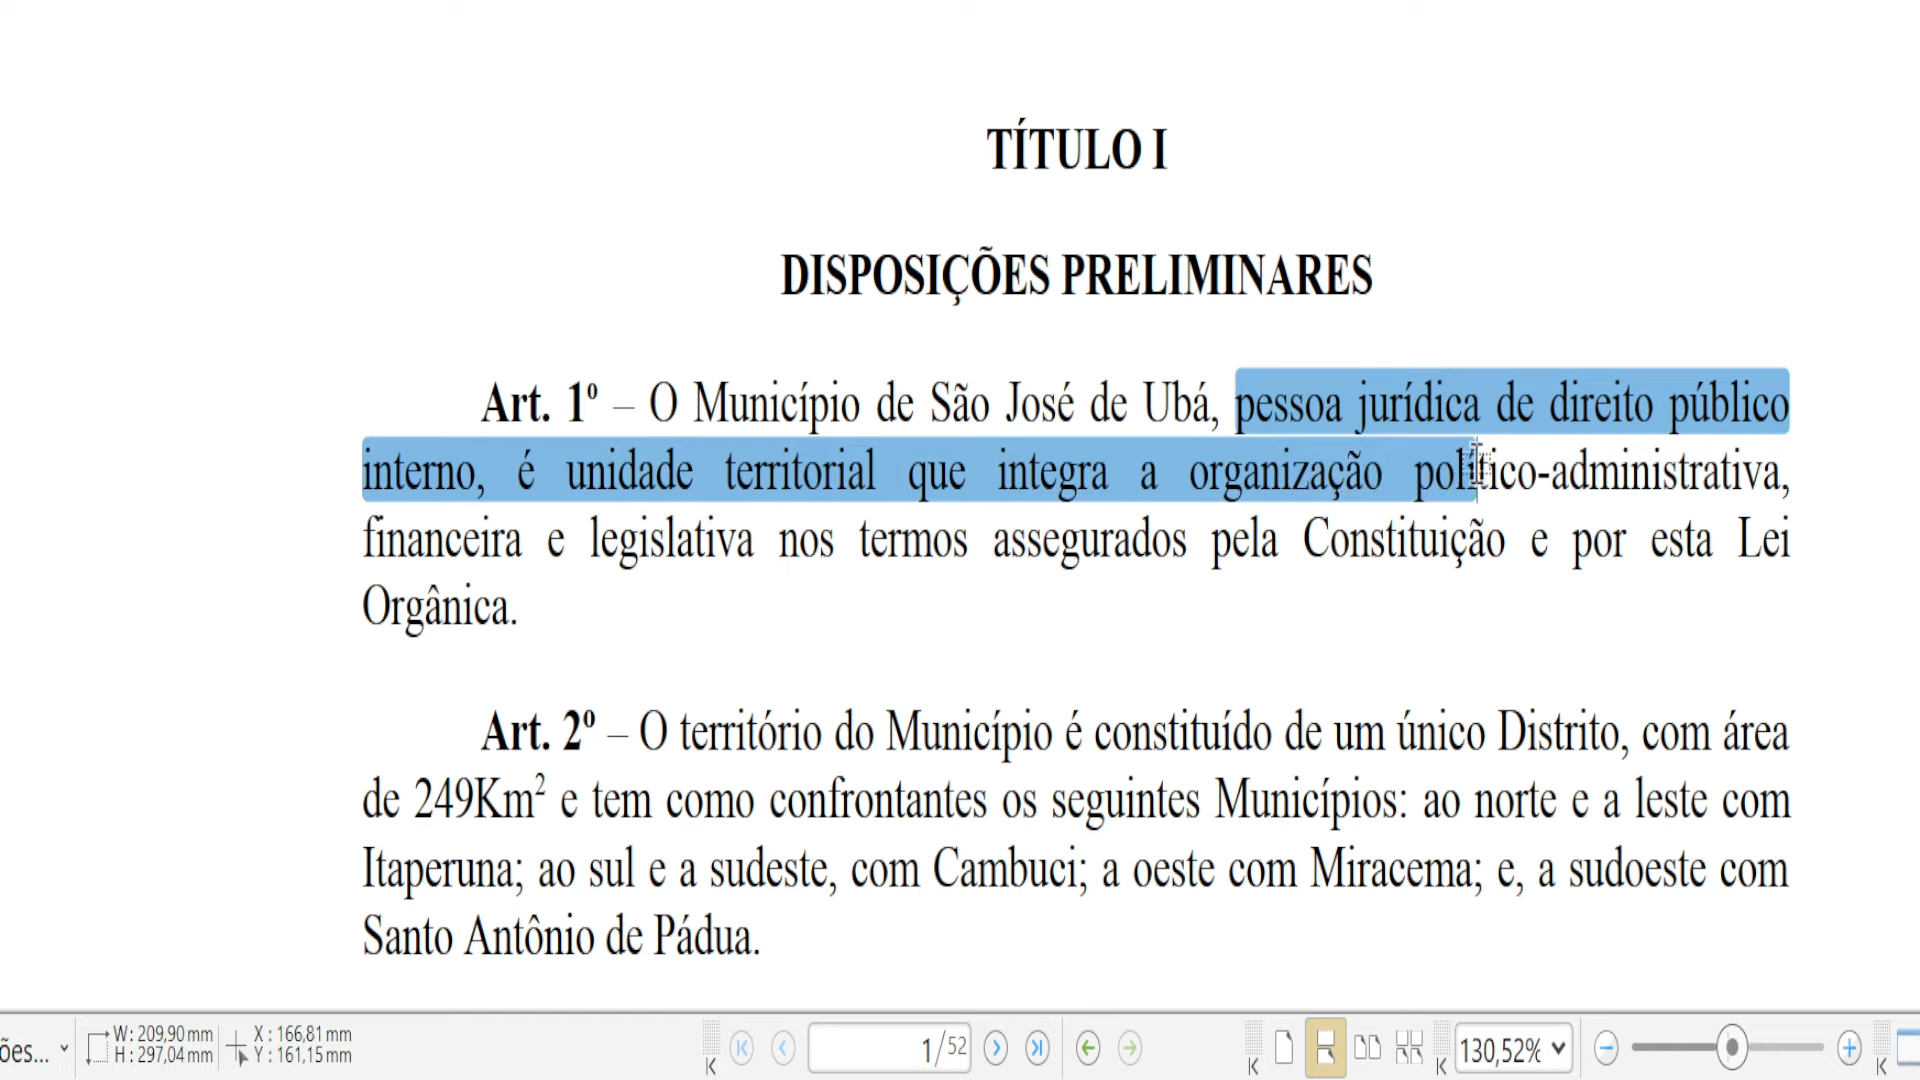 TÍTULO I
DISPOSIÇÕES PRELIMINARES
Art. 1º – O Município de São José de Ubá, pessoa jurídica de direito público
interno, é unidade territorial que integra a organização político-administrativa,
financeira e legislativa nos termos assegurados pela Constituição e por esta Lei
Orgânica.
Art. 2º – O território do Município é constituído de um único Distrito, com área
de 249Km² e tem como confrontantes os seguintes Municípios: ao norte e a leste com
Itaperuna; ao sul e a sudeste, com Cambuci; a oeste com Miracema; e, a sudoeste com
Santo Antônio de Pádua.
ões... W: 209,90 mm X : 166,81 mm 1 /52 130,52%
H : 297,04 mm Y : 161,15 mm